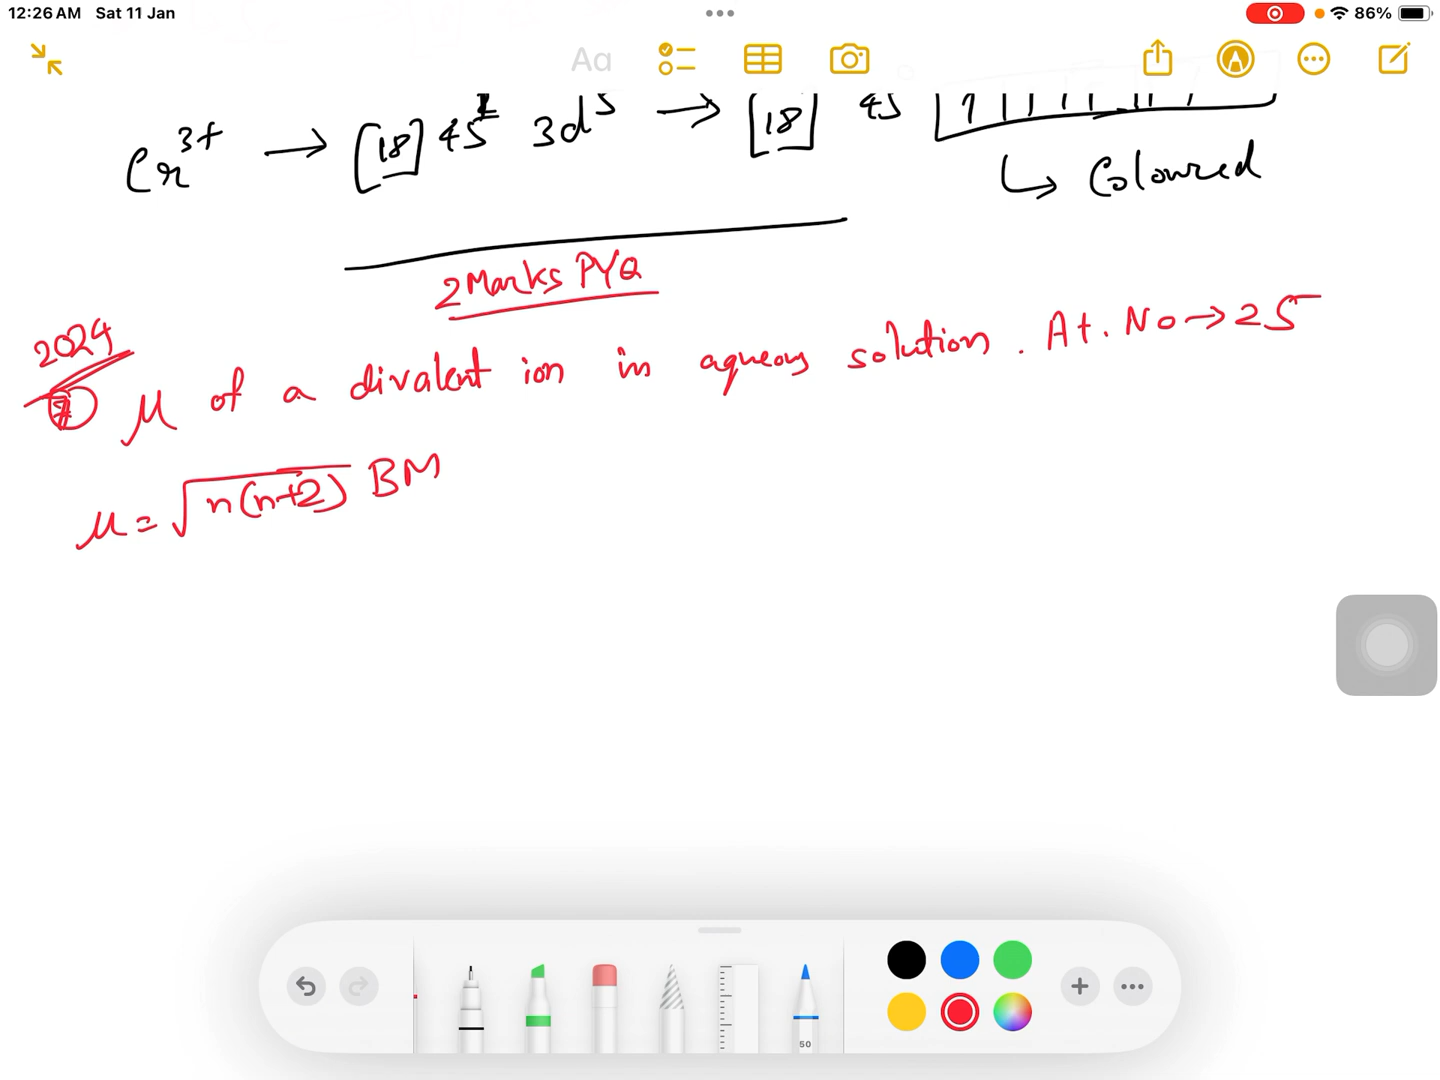 12:26 AM Sat 11 Jan 86%
Aa
Cr³⁺ → [18] 4s 3d⁵ → [18] 4s
↳ Coloured
2 Marks PYQ
2024
μ of a divalent ion in aqueous solution. At. No → 25
μ = √n(n+2) BM
50